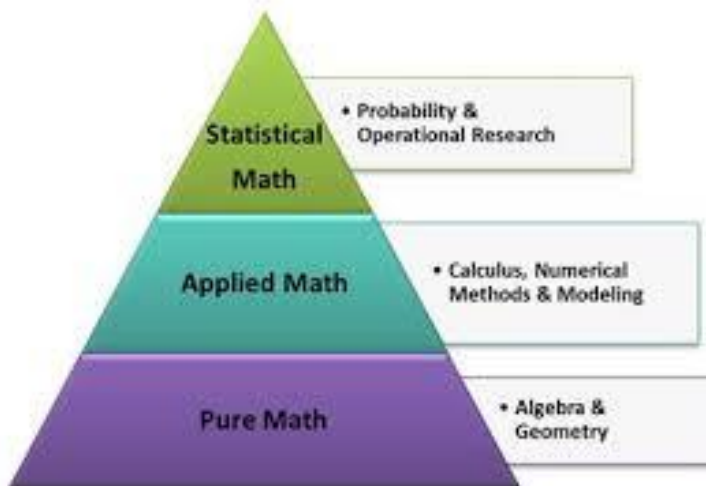 Statistical
Math
• Probability &
Operational Research
Applied Math
• Calculus, Numerical
Methods & Modeling
Pure Math
• Algebra &
Geometry